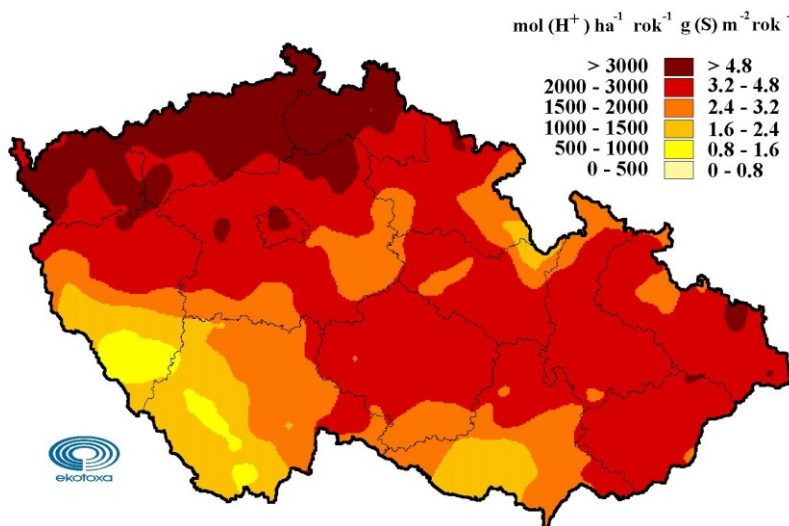 mol (H⁺) ha⁻¹ rok⁻¹ g (S) m⁻² rok⁻
> 3000 > 4.8
2000 - 3000 3.2 - 4.8
1500 - 2000 2.4 - 3.2
1000 - 1500 1.6 - 2.4
500 - 1000 0.8 - 1.6
0 - 500 0 - 0.8
ekotoxa